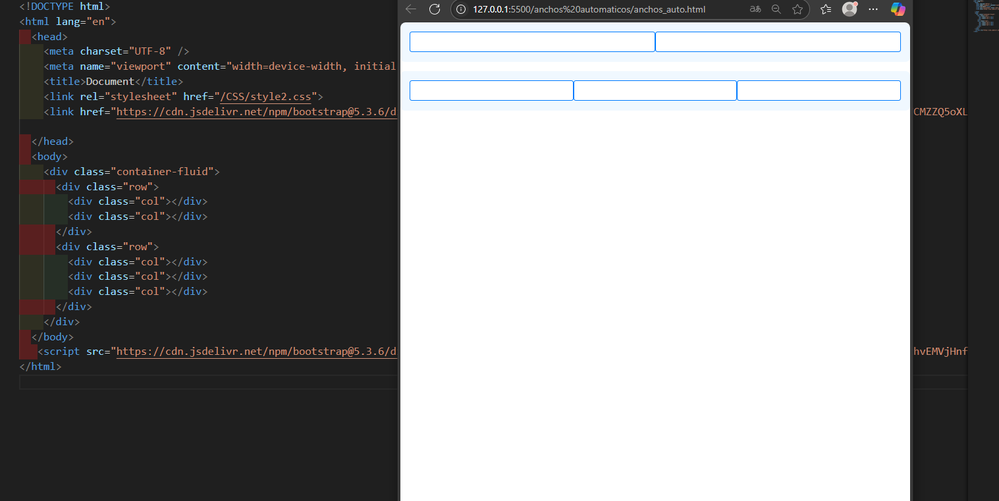 <!DOCTYPE html>
<html lang="en">
<head>
<meta charset="UTF-8" />
<meta name="viewport" content="width=device-width, initial
<title>Document</title>
<link rel="stylesheet" href="/CSS/style2.css">
<link href="https://cdn.jsdelivr.net/npm/bootstrap@5.3.6/d
CMZZQ5oXL
</head>
<body>
<div class="container-fluid">
<div class="row">
<div class="col"></div>
<div class="col"></div>
</div>
<div class="row">
<div class="col"></div>
<div class="col"></div>
<div class="col"></div>
</div>
</div>
</body>
<script src="https://cdn.jsdelivr.net/npm/bootstrap@5.3.6/d
hvEMVjHnf
</html>
127.0.0.1:5500/anchos%20automaticos/anchos_auto.html